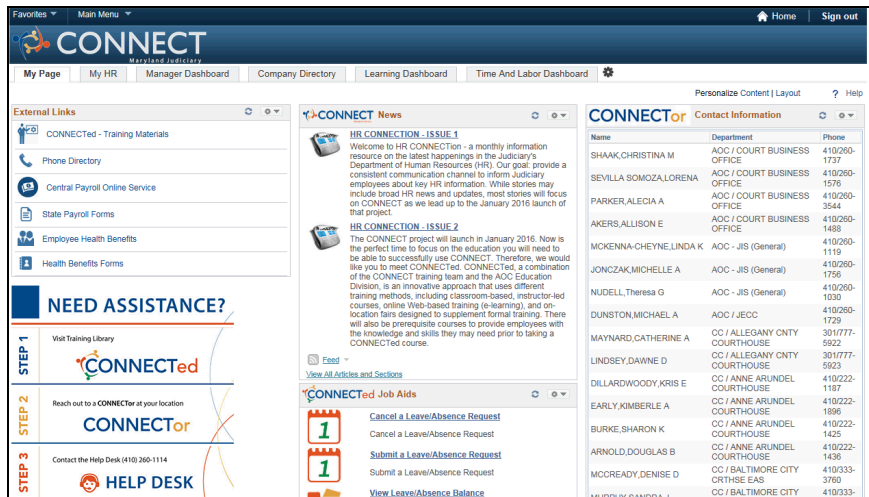 Favorites Main Menu Home Sign out
CONNECT
Maryland Judiciary
My Page My HR Manager Dashboard Company Directory Learning Dashboard Time And Labor Dashboard
Personalize Content | Layout ? Help
External Links
CONNECTed - Training Materials
Phone Directory
Central Payroll Online Service
State Payroll Forms
Employee Health Benefits
Health Benefits Forms
NEED ASSISTANCE?
STEP 1
Visit Training Library
CONNECTed
STEP 2
Reach out to a CONNECTor at your location
CONNECTor
STEP 3
Contact the Help Desk (410) 260-1114
HELP DESK
CONNECT News
HR CONNECTION - ISSUE 1
Welcome to HR CONNECTion - a monthly information
resource on the latest happenings in the Judiciary's
Department of Human Resources (HR). Our goal: provide a
consistent communication channel to inform Judiciary
employees about key HR information. While stories may
include broad HR news and updates, most stories will focus
on CONNECT as we lead up to the January 2016 launch of
that project.
HR CONNECTION - ISSUE 2
The CONNECT project will launch in January 2016. Now is
the perfect time to focus on the education you will need to
be able to successfully use CONNECT. Therefore, we would
like you to meet CONNECTed. CONNECTed, a combination
of the CONNECT training team and the AOC Education
Division, is an innovative approach that uses different
training methods, including classroom-based, instructor-led
courses, online Web-based training (e-learning), and on-
location fairs designed to supplement formal training. There
will also be prerequisite courses to provide employees with
the knowledge and skills they may need prior to taking a
CONNECTed course.
Feed
View All Articles and Sections
CONNECTed Job Aids
1
Cancel a Leave/Absence Request
Cancel a Leave/Absence Request
1
Submit a Leave/Absence Request
Submit a Leave/Absence Request
View Leave/Absence Balance
CONNECTor Contact Information
Name Department Phone
SHAAK,CHRISTINA M AOC / COURT BUSINESS OFFICE 410/260-1737
SEVILLA SOMOZA,LORENA AOC / COURT BUSINESS OFFICE 410/260-1576
PARKER,ALECIA A AOC / COURT BUSINESS OFFICE 410/260-3544
AKERS,ALLISON E AOC / COURT BUSINESS OFFICE 410/260-1488
MCKENNA-CHEYNE,LINDA K AOC - JIS (General) 410/260-1119
JONCZAK,MICHELLE A AOC - JIS (General) 410/260-1756
NUDELL,Theresa G AOC - JIS (General) 410/260-1030
DUNSTON,MICHAEL A AOC / JECC 410/260-1729
MAYNARD,CATHERINE A CC / ALLEGANY CNTY COURTHOUSE 301/777-5922
LINDSEY,DAWNE D CC / ALLEGANY CNTY COURTHOUSE 301/777-5923
DILLARDWOODY,KRIS E CC / ANNE ARUNDEL COURTHOUSE 410/222-1187
EARLY,KIMBERLE A CC / ANNE ARUNDEL COURTHOUSE 410/222-1896
BURKE,SHARON K CC / ANNE ARUNDEL COURTHOUSE 410/222-1425
ARNOLD,DOUGLAS B CC / ANNE ARUNDEL COURTHOUSE 410/222-1436
MCCREADY,DENISE D CC / BALTIMORE CITY CRTHSE EAS 410/333-3760
CC / BALTIMORE CITY 410/333-